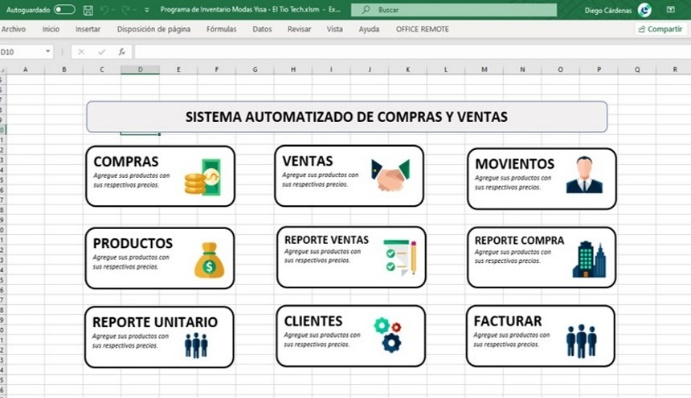 Autoguardado
Programa de Inventario Modas Yssa - El Tio Tech.xlsm - Ex...
Buscar
Diego Cárdenas
Archivo Inicio Insertar Disposición de página Fórmulas Datos Revisar Vista Ayuda OFFICE REMOTE Compartir
D10 fx
A B C D E F G H I J K L M N O P Q R
SISTEMA AUTOMATIZADO DE COMPRAS Y VENTAS
COMPRAS
Agregue sus productos con
sus respectivos precios.
VENTAS
Agregue sus productos con
sus respectivos precios.
MOVIENTOS
Agregue sus productos con
sus respectivos precios.
PRODUCTOS
Agregue sus productos con
sus respectivos precios.
REPORTE VENTAS
Agregue sus productos con
sus respectivos precios.
REPORTE COMPRA
Agregue sus productos con
sus respectivos precios.
REPORTE UNITARIO
Agregue sus productos con
sus respectivos precios.
CLIENTES
Agregue sus productos con
sus respectivos precios.
FACTURAR
Agregue sus productos con
sus respectivos precios.